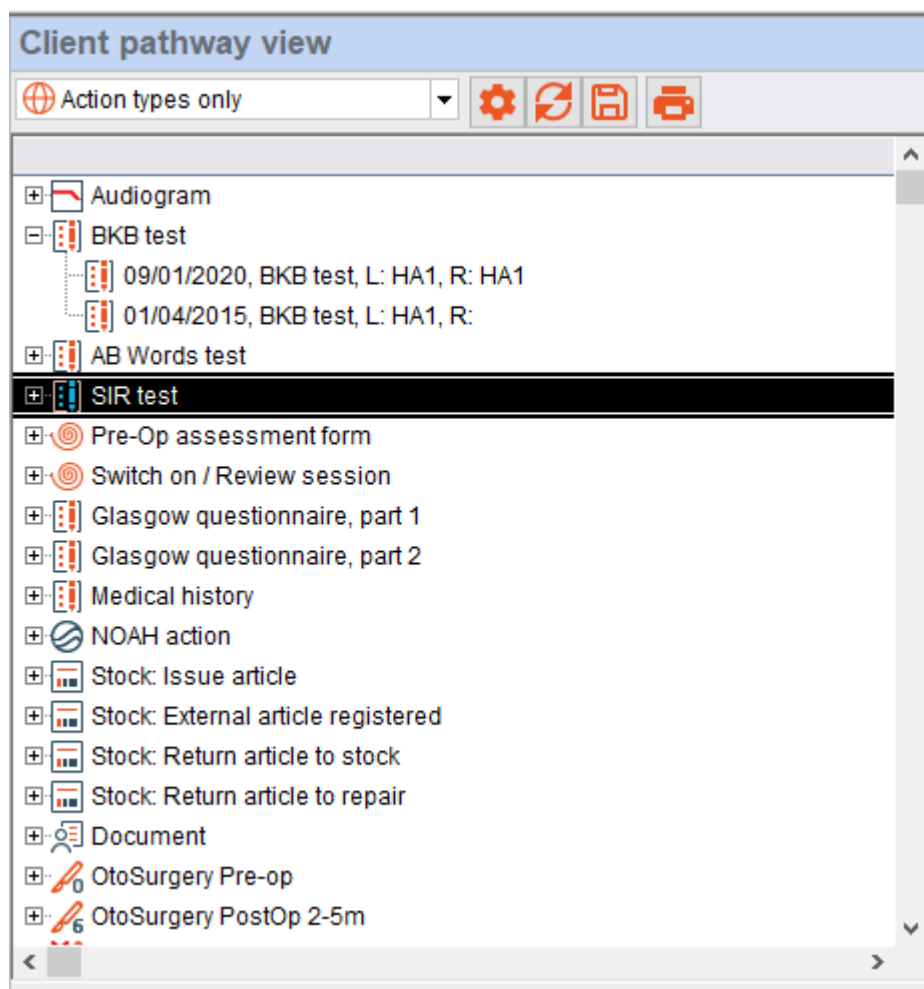 Client pathway view
Action types only
Audiogram
BKB test
09/01/2020, BKB test, L: HA1, R: HA1
01/04/2015, BKB test, L: HA1, R:
AB Words test
SIR test
Pre-Op assessment form
Switch on / Review session
Glasgow questionnaire, part 1
Glasgow questionnaire, part 2
Medical history
NOAH action
Stock: Issue article
Stock: External article registered
Stock: Return article to stock
Stock: Return article to repair
Document
0 OtoSurgery Pre-op
6 OtoSurgery PostOp 2-5m